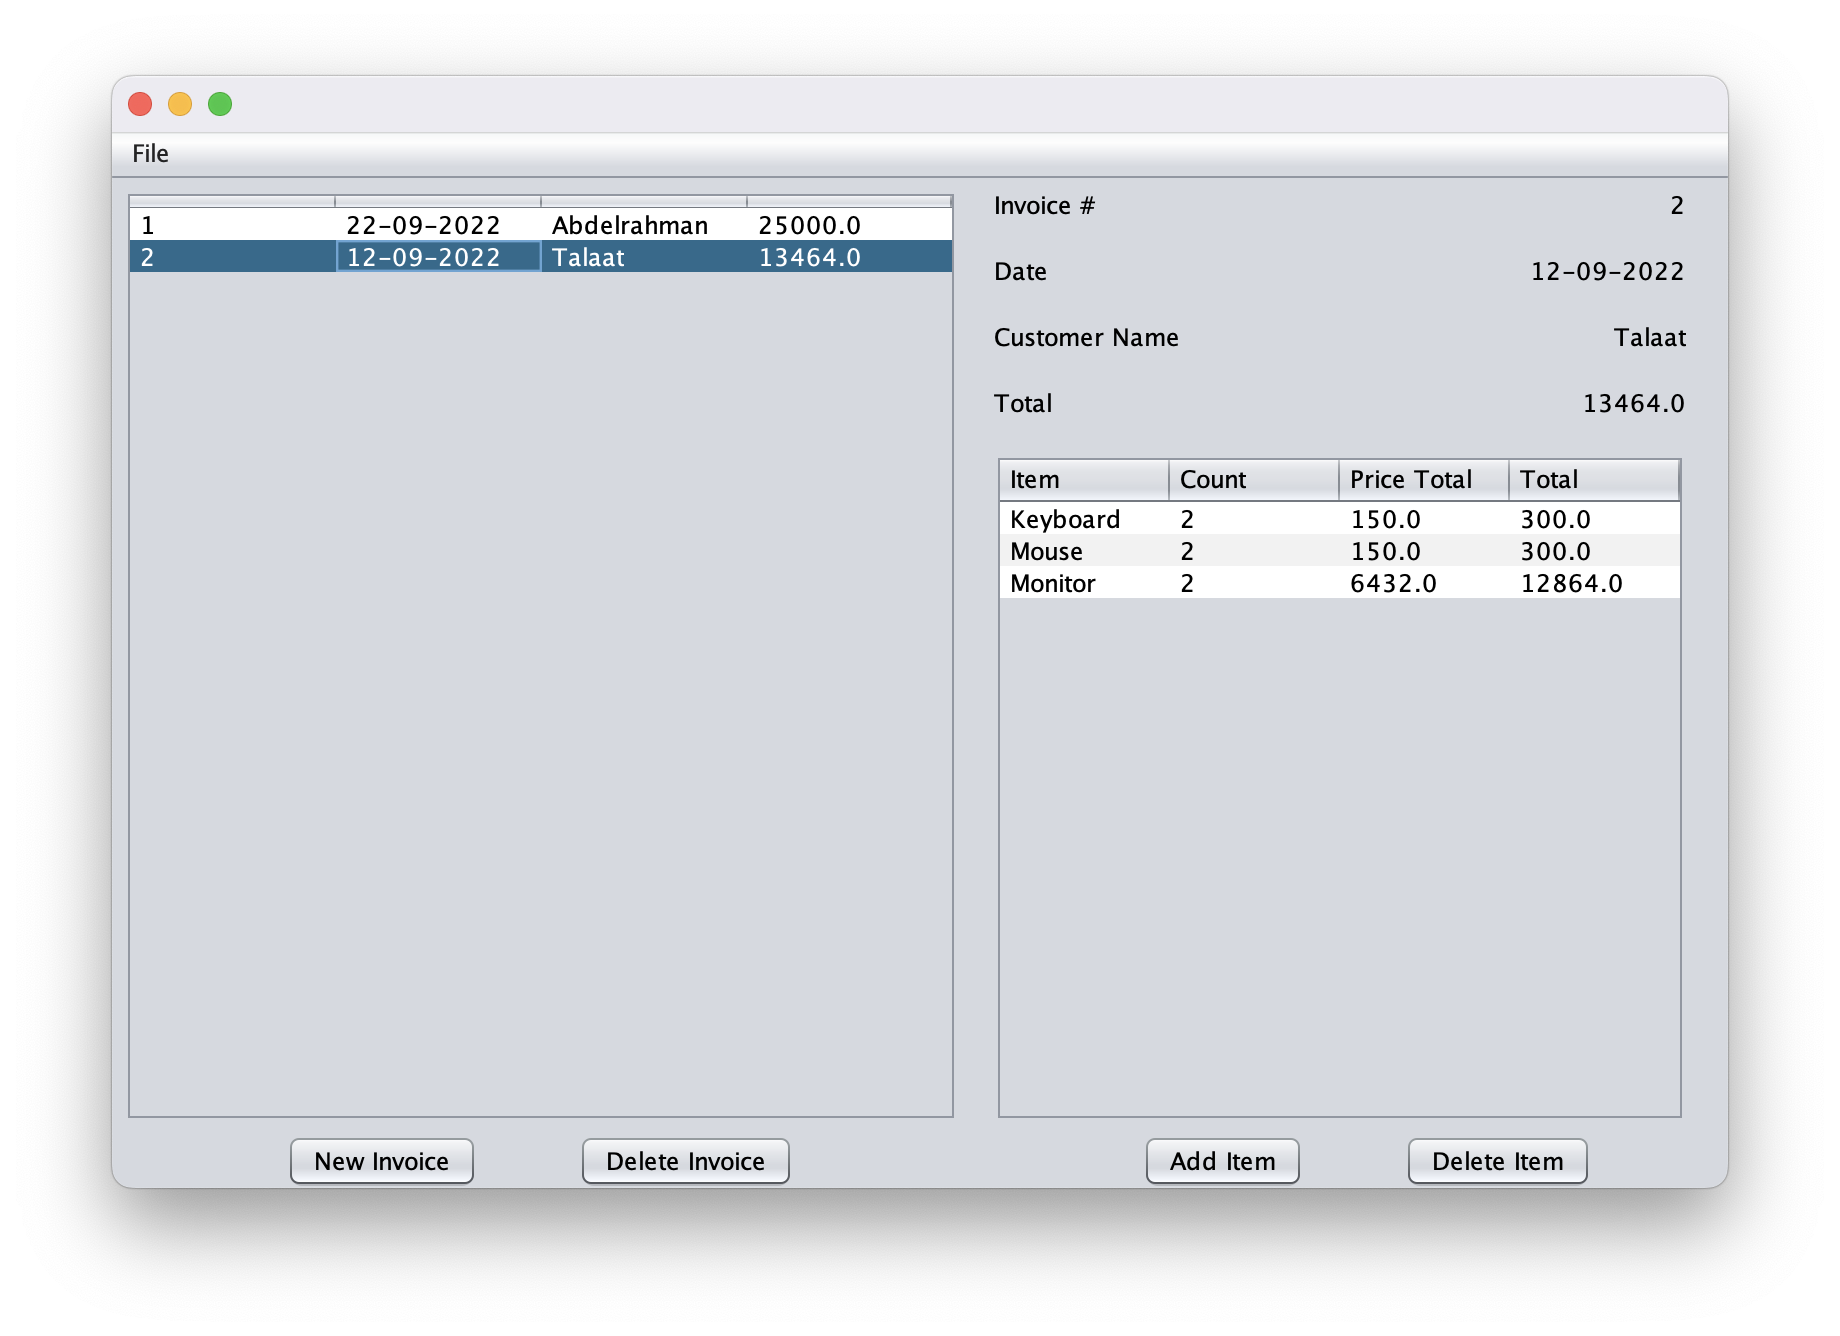 File
1 22-09-2022 Abdelrahman 25000.0
2 12-09-2022 Talaat 13464.0
Invoice # 2
Date 12-09-2022
Customer Name Talaat
Total 13464.0
Item Count Price Total Total
Keyboard 2 150.0 300.0
Mouse 2 150.0 300.0
Monitor 2 6432.0 12864.0
New Invoice Delete Invoice Add Item Delete Item